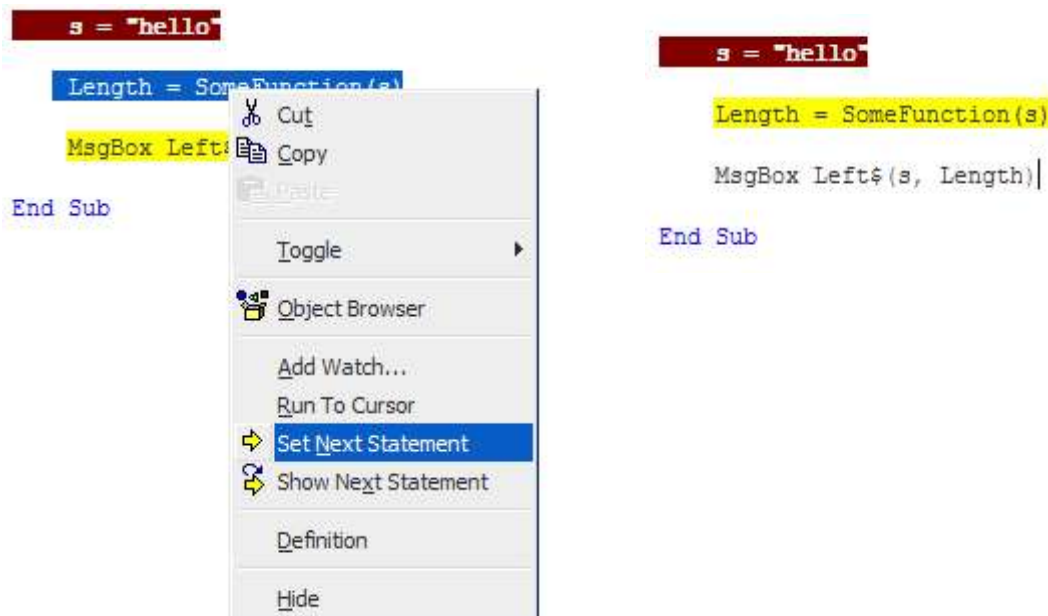 s = "hello"
Length = SomeFunction(s)
MsgBox Left$
End Sub
Cut
Copy
Paste
Toggle
Object Browser
Add Watch...
Run To Cursor
Set Next Statement
Show Next Statement
Definition
Hide
s = "hello"
Length = SomeFunction(s)
MsgBox Left$(s, Length)
End Sub